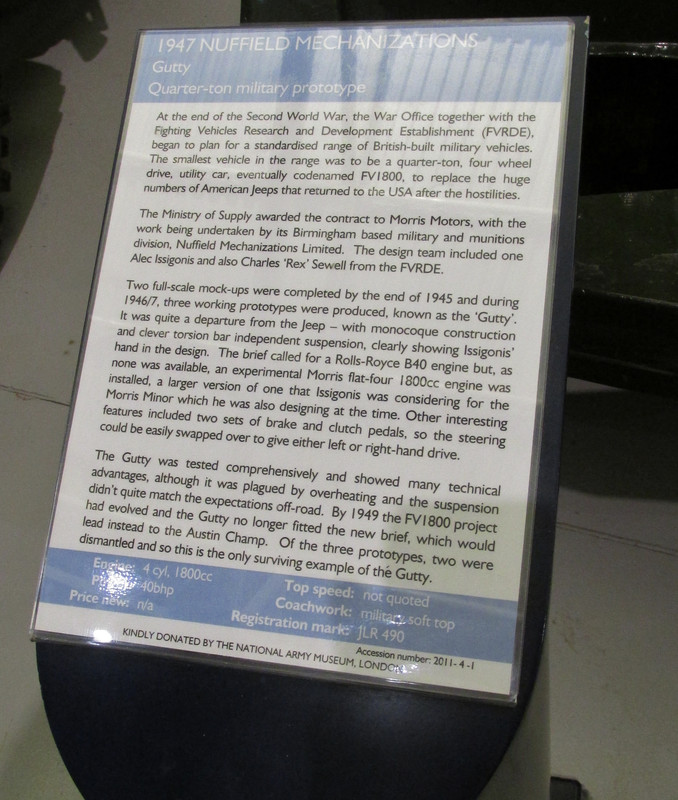 1947 NUFFIELD MECHANIZATIONS
Gutty
Quarter-ton military prototype
At the end of the Second World War, the War Office together with the
Fighting Vehicles Research and Development Establishment (FVRDE),
began to plan for a standardised range of British-built military vehicles.
The smallest vehicle in the range was to be a quarter-ton, four wheel
drive, utility car, eventually codenamed FV1800, to replace the huge
numbers of American Jeeps that returned to the USA after the hostilities.
The Ministry of Supply awarded the contract to Morris Motors, with the
work being undertaken by its Birmingham based military and munitions
division, Nuffield Mechanizations Limited. The design team included one
Alec Issigonis and also Charles 'Rex' Sewell from the FVRDE.
Two full-scale mock-ups were completed by the end of 1945 and during
1946/7, three working prototypes were produced, known as the 'Gutty'.
It was quite a departure from the Jeep – with monocoque construction
and clever torsion bar independent suspension, clearly showing Issigonis'
hand in the design. The brief called for a Rolls-Royce B40 engine but, as
none was available, an experimental Morris flat-four 1800cc engine was
installed, a larger version of one that Issigonis was considering for the
Morris Minor which he was also designing at the time. Other interesting
features included two sets of brake and clutch pedals, so the steering
could be easily swapped over to give either left or right-hand drive.
The Gutty was tested comprehensively and showed many technical
advantages, although it was plagued by overheating and the suspension
didn't quite match the expectations off-road. By 1949 the FV1800 project
had evolved and the Gutty no longer fitted the new brief, which would
lead instead to the Austin Champ. Of the three prototypes, two were
dismantled and so this is the only surviving example of the Gutty.
Engine: 4 cyl, 1800cc
40bhp
Price new: n/a
Top speed: not quoted
Coachwork: military soft top
Registration mark: JLR 490
KINDLY DONATED BY THE NATIONAL ARMY MUSEUM, LONDON
Accession number: 2011-4-1